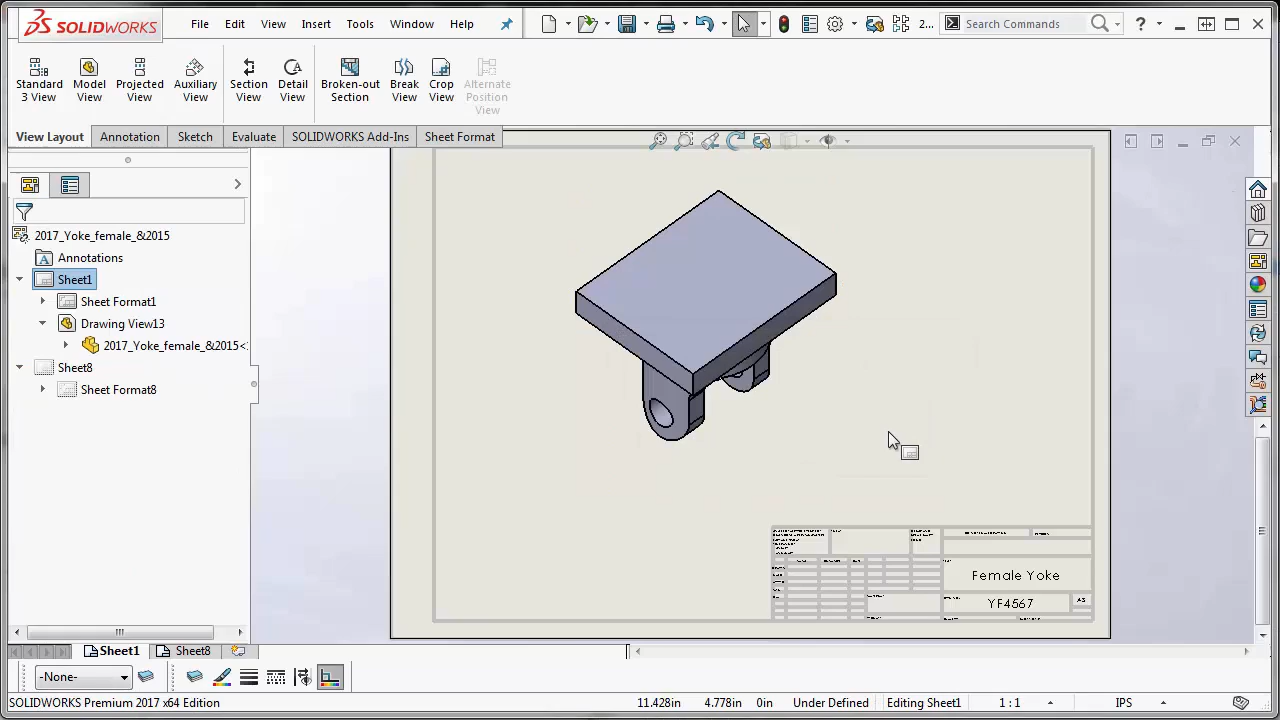 SOLIDWORKS
File Edit View Insert Tools Window Help
2...
Search Commands
Standard 3 View
Model View
Projected View
Auxiliary View
Section View
Detail View
Broken-out Section
Break View
Crop View
Alternate Position View
View Layout Annotation Sketch Evaluate SOLIDWORKS Add-Ins Sheet Format
2017_Yoke_female_&2015
Annotations
Sheet1
Sheet Format1
Drawing View13
2017_Yoke_female_&2015<
Sheet8
Sheet Format8
Female Yoke
YF4567
Sheet1 Sheet8
-None-
SOLIDWORKS Premium 2017 x64 Edition 11.428in 4.778in 0in Under Defined Editing Sheet1 1 : 1 IPS